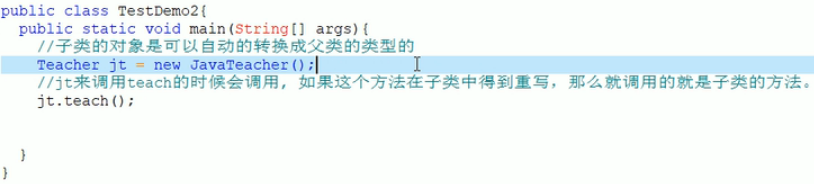 public class TestDemo2{
public static void main(String[] args){
//子类的对象是可以自动的转换成父类的类型的
Teacher jt = new JavaTeacher();
//jt来调用teach的时候会调用, 如果这个方法在子类中得到重写, 那么就调用的就是子类的方法。
jt.teach();
}
}